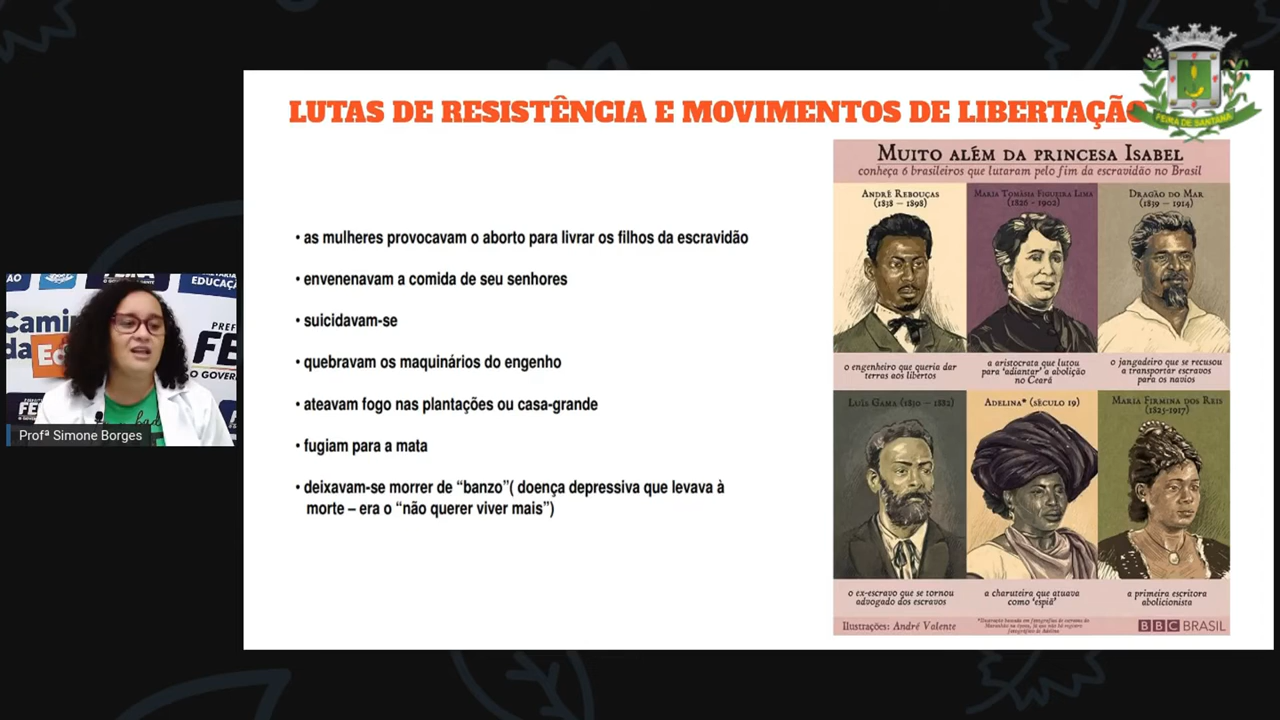 LUTAS DE RESISTÊNCIA E MOVIMENTOS DE LIBERTAÇÃO
FEIRA DE SANTANA
• as mulheres provocavam o aborto para livrar os filhos da escravidão
• envenenavam a comida de seu senhores
• suicidavam-se
• quebravam os maquinários do engenho
• ateavam fogo nas plantações ou casa-grande
• fugiam para a mata
• deixavam-se morrer de “banzo”( doença depressiva que levava à
morte – era o “não querer viver mais”)
MUITO ALÉM DA PRINCESA ISABEL
conheça 6 brasileiros que lutaram pelo fim da escravidão no Brasil
ANDRÉ REBOUÇAS
(1838 – 1898)
o engenheiro que queria dar
terras aos libertos
MARIA TOMÁSIA FIGUEIRA LIMA
(1826 - 1902)
a aristocrata que lutou
para ‘adiantar’ a abolição
no Ceará
DRAGÃO DO MAR
(1839 – 1914)
o jangadeiro que se recusou
a transportar escravos
para os navios
LUÍS GAMA (1830 – 1882)
o ex-escravo que se tornou
advogado dos escravos
ADELINA* (SÉCULO 19)
a charuteira que atuava
como ‘espiã’
MARIA FIRMINA DOS REIS
(1825-1917)
a primeira escritora
abolicionista
Ilustrações: André Valente
BBC BRASIL
EDUCAÇ
Camin
da
PREF
FE
O GOVER
Profª Simone Borges